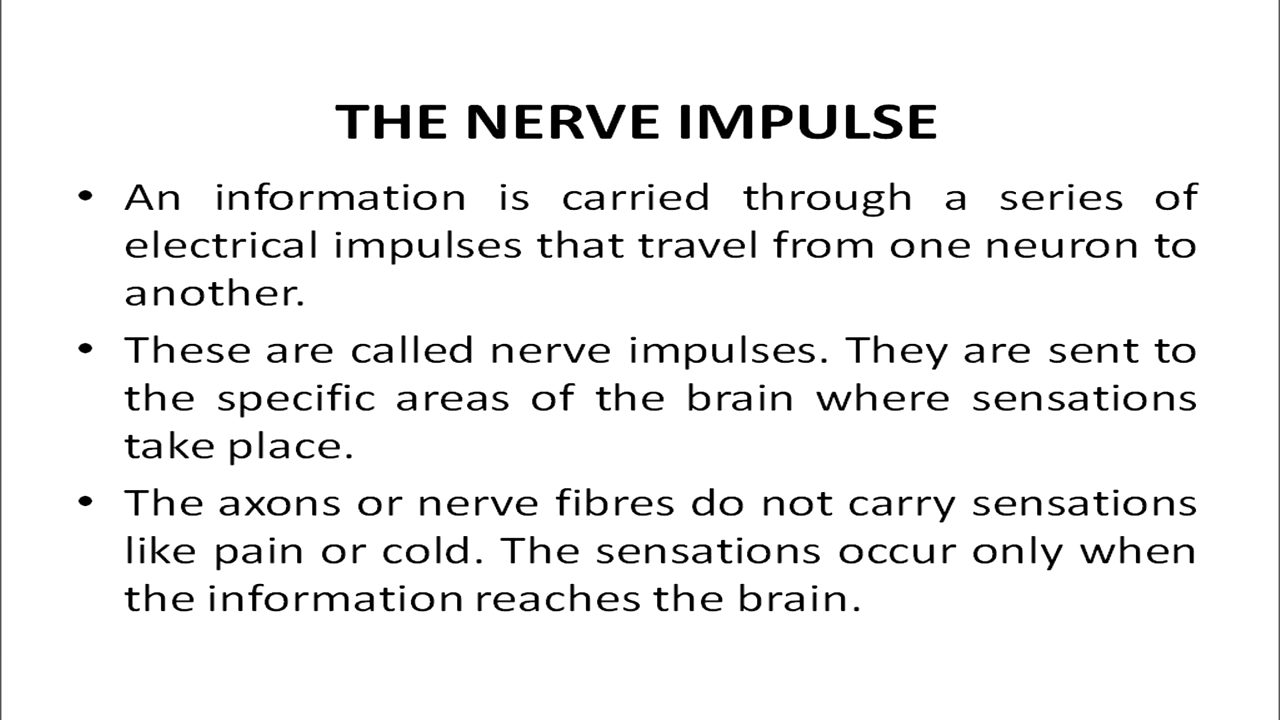 THE NERVE IMPULSE
• An information is carried through a series of
electrical impulses that travel from one neuron to
another.
• These are called nerve impulses. They are sent to
the specific areas of the brain where sensations
take place.
• The axons or nerve fibres do not carry sensations
like pain or cold. The sensations occur only when
the information reaches the brain.